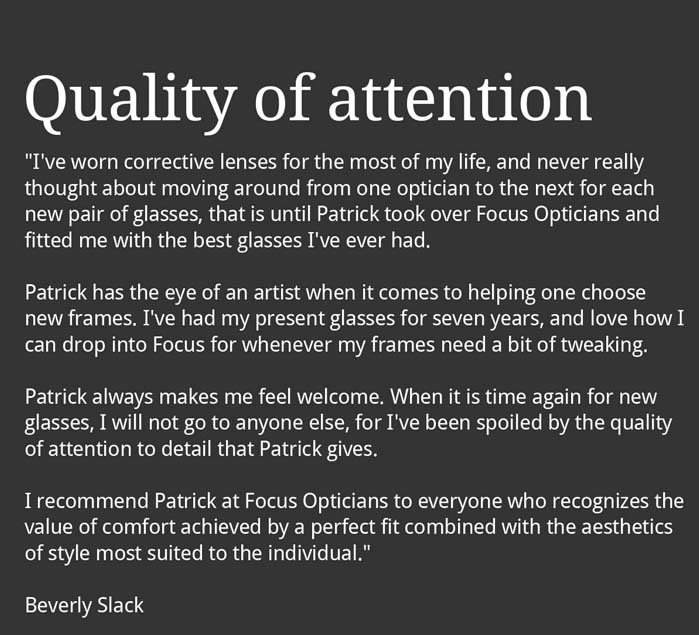 Quality of attention
"I've worn corrective lenses for the most of my life, and never really
thought about moving around from one optician to the next for each
new pair of glasses, that is until Patrick took over Focus Opticians and
fitted me with the best glasses I've ever had.
Patrick has the eye of an artist when it comes to helping one choose
new frames. I've had my present glasses for seven years, and love how I
can drop into Focus for whenever my frames need a bit of tweaking.
Patrick always makes me feel welcome. When it is time again for new
glasses, I will not go to anyone else, for I've been spoiled by the quality
of attention to detail that Patrick gives.
I recommend Patrick at Focus Opticians to everyone who recognizes the
value of comfort achieved by a perfect fit combined with the aesthetics
of style most suited to the individual."
Beverly Slack